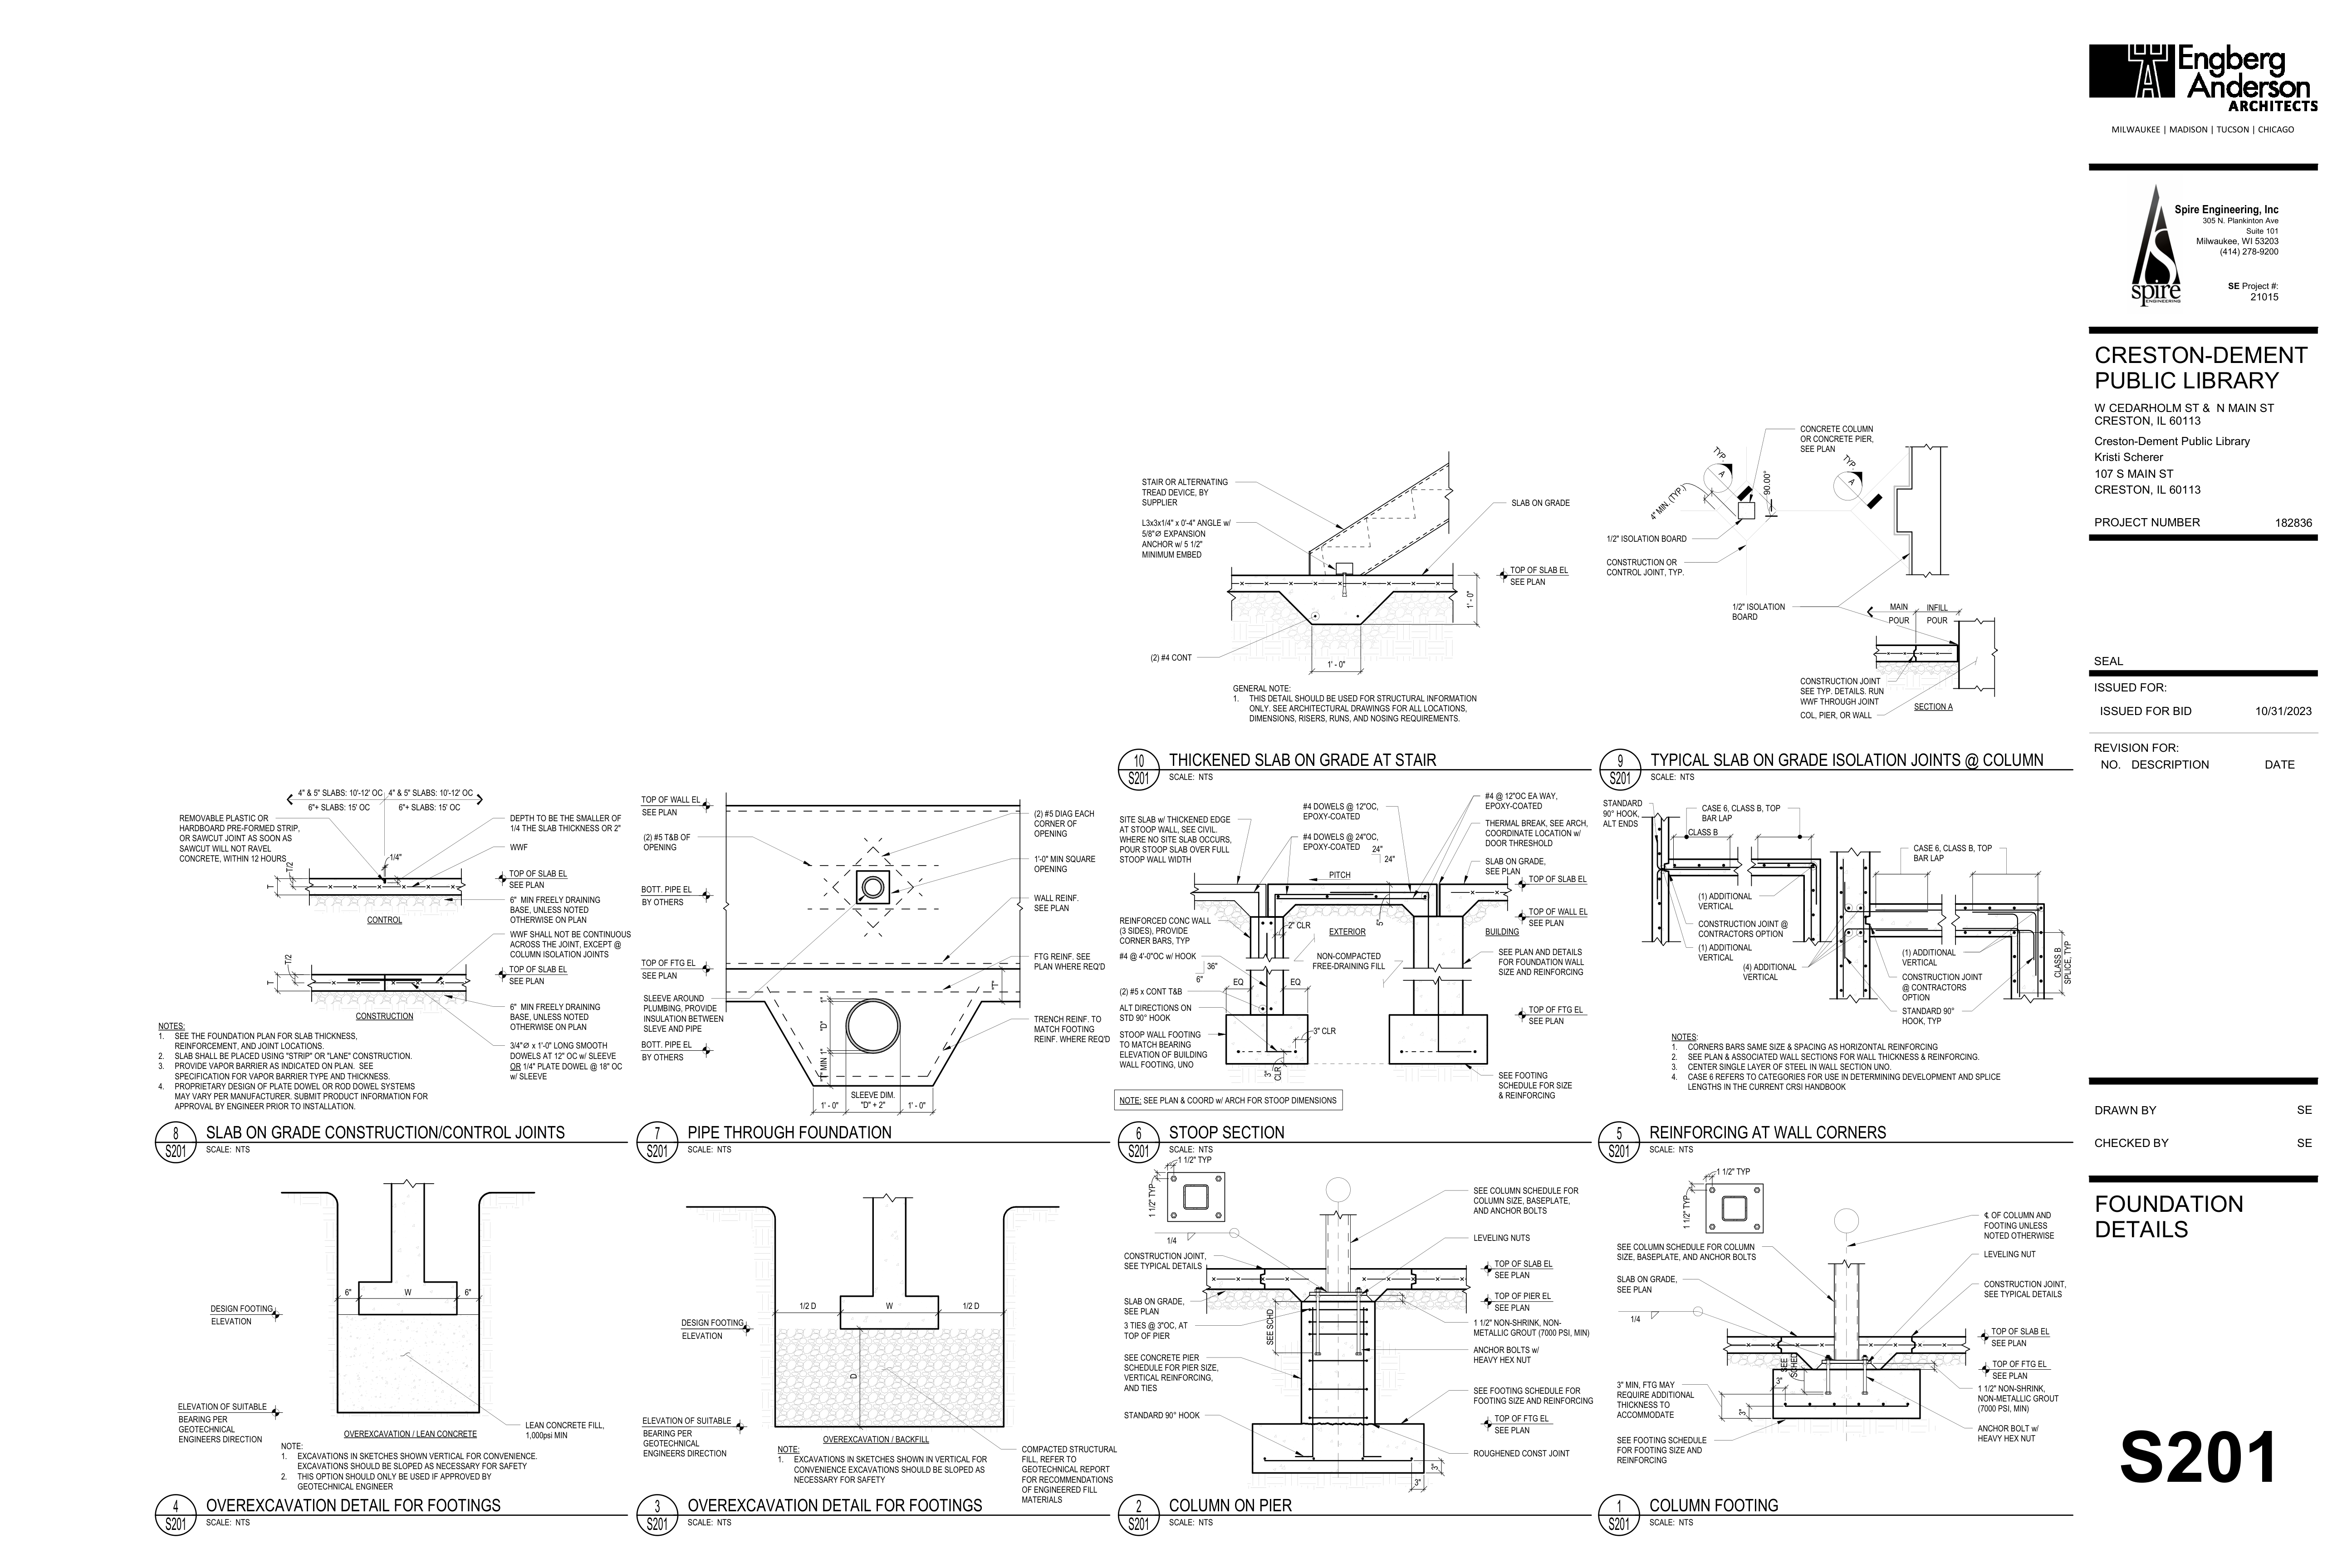 STAIR OR ALTERNATING
TREAD DEVICE, BY
SUPPLIER
L3x3x1/4" x 0'-4" ANGLE w/
5/8"Ø EXPANSION
ANCHOR w/ 5 1/2"
MINIMUM EMBED
SLAB ON GRADE
TOP OF SLAB EL
SEE PLAN
1' - 0"
(2) #4 CONT
1' - 0"
GENERAL NOTE:
1. THIS DETAIL SHOULD BE USED FOR STRUCTURAL INFORMATION
ONLY. SEE ARCHITECTURAL DRAWINGS FOR ALL LOCATIONS,
DIMENSIONS, RISERS, RUNS, AND NOSING REQUIREMENTS.
10
S201
THICKENED SLAB ON GRADE AT STAIR
SCALE: NTS
CONCRETE COLUMN
OR CONCRETE PIER,
SEE PLAN
TYP.
A
TYP.
A
90.00°
4" MIN. (TYP.)
1/2" ISOLATION BOARD
CONSTRUCTION OR
CONTROL JOINT, TYP.
1/2" ISOLATION
BOARD
MAIN
POUR
INFILL
POUR
CONSTRUCTION JOINT
SEE TYP. DETAILS. RUN
WWF THROUGH JOINT
COL, PIER, OR WALL
SECTION A
9
S201
TYPICAL SLAB ON GRADE ISOLATION JOINTS @ COLUMN
SCALE: NTS
4" & 5" SLABS: 10'-12' OC
4" & 5" SLABS: 10'-12' OC
6"+ SLABS: 15' OC
6"+ SLABS: 15' OC
REMOVABLE PLASTIC OR
HARDBOARD PRE-FORMED STRIP,
OR SAWCUT JOINT AS SOON AS
SAWCUT WILL NOT RAVEL
CONCRETE, WITHIN 12 HOURS
DEPTH TO BE THE SMALLER OF
1/4 THE SLAB THICKNESS OR 2"
WWF
1/4"
T/2
T
TOP OF SLAB EL
SEE PLAN
6" MIN FREELY DRAINING
BASE, UNLESS NOTED
OTHERWISE ON PLAN
CONTROL
WWF SHALL NOT BE CONTINUOUS
ACROSS THE JOINT, EXCEPT @
COLUMN ISOLATION JOINTS
T/2
T
TOP OF SLAB EL
SEE PLAN
6" MIN FREELY DRAINING
BASE, UNLESS NOTED
OTHERWISE ON PLAN
CONSTRUCTION
3/4"Ø x 1'-0" LONG SMOOTH
DOWELS AT 12" OC w/ SLEEVE
OR 1/4" PLATE DOWEL @ 18" OC
w/ SLEEVE
NOTES:
1. SEE THE FOUNDATION PLAN FOR SLAB THICKNESS,
REINFORCEMENT, AND JOINT LOCATIONS.
2. SLAB SHALL BE PLACED USING "STRIP" OR "LANE" CONSTRUCTION.
3. PROVIDE VAPOR BARRIER AS INDICATED ON PLAN. SEE
SPECIFICATION FOR VAPOR BARRIER TYPE AND THICKNESS.
4. PROPRIETARY DESIGN OF PLATE DOWEL OR ROD DOWEL SYSTEMS
MAY VARY PER MANUFACTURER. SUBMIT PRODUCT INFORMATION FOR
APPROVAL BY ENGINEER PRIOR TO INSTALLATION.
8
S201
SLAB ON GRADE CONSTRUCTION/CONTROL JOINTS
SCALE: NTS
TOP OF WALL EL
SEE PLAN
(2) #5 T&B OF
OPENING
BOTT. PIPE EL
BY OTHERS
TOP OF FTG EL
SEE PLAN
SLEEVE AROUND
PLUMBING, PROVIDE
INSULATION BETWEEN
SLEVE AND PIPE
BOTT. PIPE EL
BY OTHERS
(2) #5 DIAG EACH
CORNER OF
OPENING
1'-0" MIN SQUARE
OPENING
WALL REINF.
SEE PLAN
FTG REINF. SEE
PLAN WHERE REQ'D
"T"
TRENCH REINF. TO
MATCH FOOTING
REINF. WHERE REQ'D
1"
"D"
1"
"T" MIN
1' - 0"
SLEEVE DIM.
"D" + 2"
1' - 0"
7
S201
PIPE THROUGH FOUNDATION
SCALE: NTS
SITE SLAB w/ THICKENED EDGE
AT STOOP WALL, SEE CIVIL.
WHERE NO SITE SLAB OCCURS,
POUR STOOP SLAB OVER FULL
STOOP WALL WIDTH
#4 DOWELS @ 12"OC,
EPOXY-COATED
#4 DOWELS @ 24"OC,
EPOXY-COATED
24"
24"
#4 @ 12"OC EA WAY,
EPOXY-COATED
THERMAL BREAK, SEE ARCH,
COORDINATE LOCATION w/
DOOR THRESHOLD
SLAB ON GRADE,
SEE PLAN
PITCH
TOP OF SLAB EL
TOP OF WALL EL
SEE PLAN
REINFORCED CONC WALL
(3 SIDES), PROVIDE
CORNER BARS, TYP
2" CLR
EXTERIOR
5"
BUILDING
#4 @ 4'-0"OC w/ HOOK
36"
6"
NON-COMPACTED
FREE-DRAINING FILL
SEE PLAN AND DETAILS
FOR FOUNDATION WALL
SIZE AND REINFORCING
EQ
EQ
(2) #5 x CONT T&B
ALT DIRECTIONS ON
STD 90° HOOK
TOP OF FTG EL
SEE PLAN
STOOP WALL FOOTING
TO MATCH BEARING
ELEVATION OF BUILDING
WALL FOOTING, UNO
3" CLR
3" CLR
SEE FOOTING
SCHEDULE FOR SIZE
& REINFORCING
NOTE: SEE PLAN & COORD w/ ARCH FOR STOOP DIMENSIONS
6
S201
STOOP SECTION
SCALE: NTS
STANDARD
90° HOOK.
ALT ENDS
CASE 6, CLASS B, TOP
BAR LAP
CLASS B
CASE 6, CLASS B, TOP
BAR LAP
(1) ADDITIONAL
VERTICAL
CONSTRUCTION JOINT @
CONTRACTORS OPTION
(1) ADDITIONAL
VERTICAL
(4) ADDITIONAL
VERTICAL
(1) ADDITIONAL
VERTICAL
CONSTRUCTION JOINT
@ CONTRACTORS
OPTION
STANDARD 90°
HOOK, TYP
CLASS B
SPLICE, TYP
NOTES:
1. CORNERS BARS SAME SIZE & SPACING AS HORIZONTAL REINFORCING
2. SEE PLAN & ASSOCIATED WALL SECTIONS FOR WALL THICKNESS & REINFORCING.
3. CENTER SINGLE LAYER OF STEEL IN WALL SECTION UNO.
4. CASE 6 REFERS TO CATEGORIES FOR USE IN DETERMINING DEVELOPMENT AND SPLICE
LENGTHS IN THE CURRENT CRSI HANDBOOK
5
S201
REINFORCING AT WALL CORNERS
SCALE: NTS
6"
W
6"
DESIGN FOOTING
ELEVATION
ELEVATION OF SUITABLE
BEARING PER
GEOTECHNICAL
ENGINEERS DIRECTION
OVEREXCAVATION / LEAN CONCRETE
LEAN CONCRETE FILL,
1,000psi MIN
NOTE:
1. EXCAVATIONS IN SKETCHES SHOWN VERTICAL FOR CONVENIENCE.
EXCAVATIONS SHOULD BE SLOPED AS NECESSARY FOR SAFETY
2. THIS OPTION SHOULD ONLY BE USED IF APPROVED BY
GEOTECHNICAL ENGINEER
4
S201
OVEREXCAVATION DETAIL FOR FOOTINGS
SCALE: NTS
1/2 D
W
1/2 D
DESIGN FOOTING
ELEVATION
D
ELEVATION OF SUITABLE
BEARING PER
GEOTECHNICAL
ENGINEERS DIRECTION
OVEREXCAVATION / BACKFILL
NOTE:
1. EXCAVATIONS IN SKETCHES SHOWN IN VERTICAL FOR
CONVENIENCE EXCAVATIONS SHOULD BE SLOPED AS
NECESSARY FOR SAFETY
COMPACTED STRUCTURAL
FILL, REFER TO
GEOTECHNICAL REPORT
FOR RECOMMENDATIONS
OF ENGINEERED FILL
MATERIALS
3
S201
OVEREXCAVATION DETAIL FOR FOOTINGS
SCALE: NTS
1 1/2" TYP
1 1/2" TYP
1/4
SEE COLUMN SCHEDULE FOR
COLUMN SIZE, BASEPLATE,
AND ANCHOR BOLTS
LEVELING NUTS
CONSTRUCTION JOINT,
SEE TYPICAL DETAILS
TOP OF SLAB EL
SEE PLAN
SLAB ON GRADE,
SEE PLAN
TOP OF PIER EL
SEE PLAN
3 TIES @ 3"OC, AT
TOP OF PIER
SEE SCHD
1 1/2" NON-SHRINK, NON-
METALLIC GROUT (7000 PSI, MIN)
SEE CONCRETE PIER
SCHEDULE FOR PIER SIZE,
VERTICAL REINFORCING,
AND TIES
ANCHOR BOLTS w/
HEAVY HEX NUT
SEE FOOTING SCHEDULE FOR
FOOTING SIZE AND REINFORCING
STANDARD 90° HOOK
TOP OF FTG EL
SEE PLAN
ROUGHENED CONST JOINT
3"
3"
2
S201
COLUMN ON PIER
SCALE: NTS
1 1/2" TYP
1 1/2" TYP
SEE COLUMN SCHEDULE FOR COLUMN
SIZE, BASEPLATE, AND ANCHOR BOLTS
℄ OF COLUMN AND
FOOTING UNLESS
NOTED OTHERWISE
LEVELING NUT
SLAB ON GRADE,
SEE PLAN
CONSTRUCTION JOINT,
SEE TYPICAL DETAILS
1/4
TOP OF SLAB EL
SEE PLAN
SEE
SCHED
TOP OF FTG EL
SEE PLAN
3" MIN, FTG MAY
REQUIRE ADDITIONAL
THICKNESS TO
ACCOMMODATE
3"
3"
1 1/2" NON-SHRINK,
NON-METALLIC GROUT
(7000 PSI, MIN)
ANCHOR BOLT w/
HEAVY HEX NUT
SEE FOOTING SCHEDULE
FOR FOOTING SIZE AND
REINFORCING
1
S201
COLUMN FOOTING
SCALE: NTS
Engberg
Anderson
ARCHITECTS
MILWAUKEE | MADISON | TUCSON | CHICAGO
spire
ENGINEERING
Spire Engineering, Inc
305 N. Plankinton Ave
Suite 101
Milwaukee, WI 53203
(414) 278-9200
SE Project #:
21015
CRESTON-DEMENT
PUBLIC LIBRARY
W CEDARHOLM ST & N MAIN ST
CRESTON, IL 60113
Creston-Dement Public Library
Kristi Scherer
107 S MAIN ST
CRESTON, IL 60113
PROJECT NUMBER 182836
SEAL
ISSUED FOR:
ISSUED FOR BID 10/31/2023
REVISION FOR:
NO. DESCRIPTION DATE
DRAWN BY SE
CHECKED BY SE
FOUNDATION
DETAILS
S201